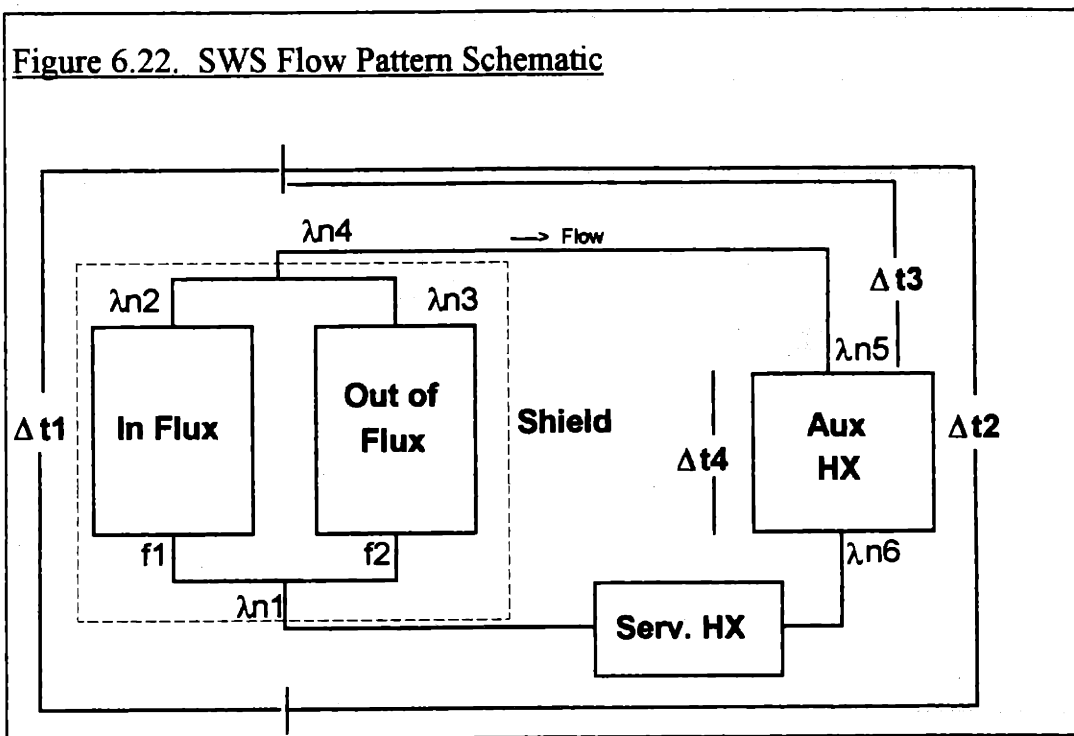 Figure 6.22. SWS Flow Pattern Schematic
λn4
—> Flow
λn2
λn3
Δt3
λn5
Δt1
In Flux
Out of
Flux
Shield
Δt4
Aux
HX
Δt2
f1
f2
λn6
λn1
Serv. HX